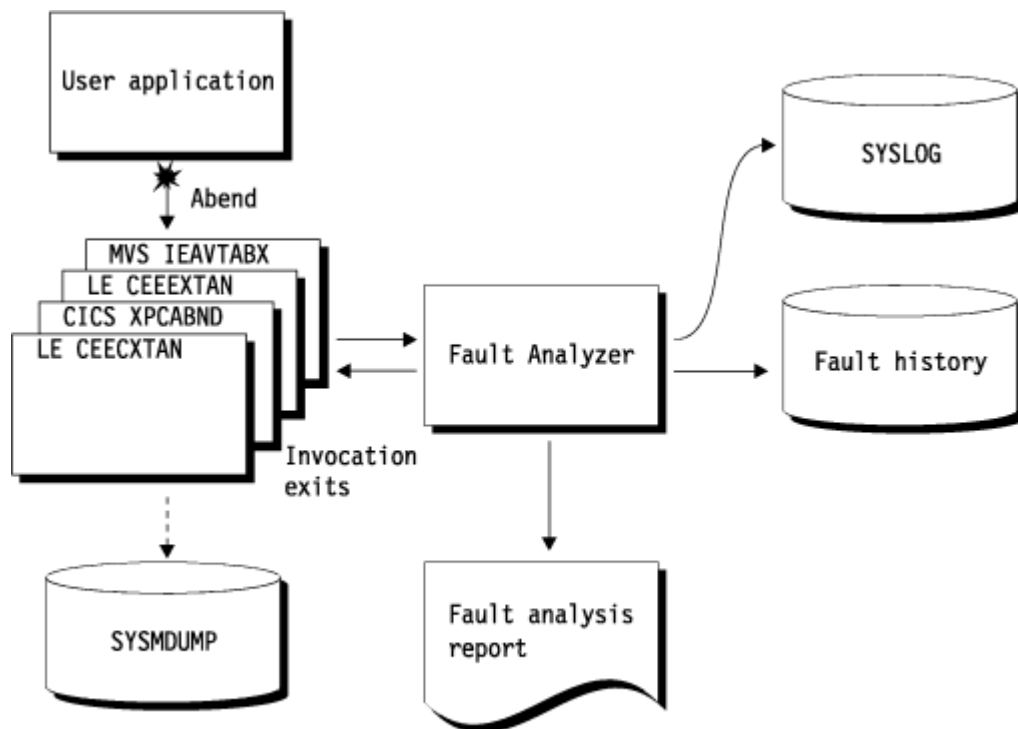 User application
Abend
MVS IEAVTABX
LE CEEEXTAN
CICS XPCABND
LE CEECXTAN
Invocation
exits
SYSMDUMP
Fault Analyzer
Fault analysis
report
SYSLOG
Fault history